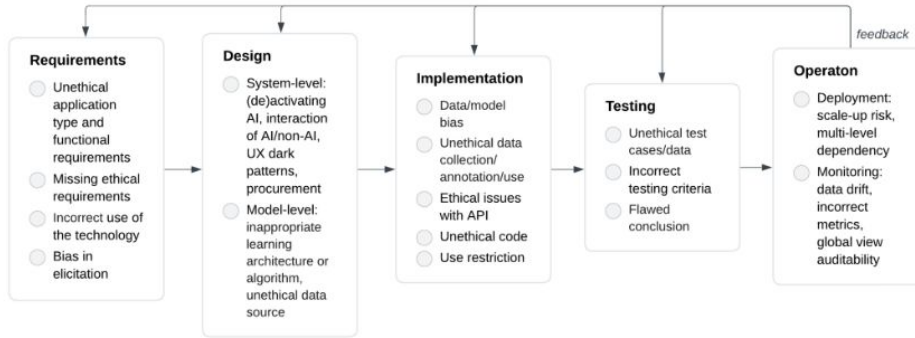 feedback
Requirements
Unethical
application
type and
functional
requirements
Missing ethical
requirements
Incorrect use of
the technology
Bias in
elicitation
Design
System-level:
(de)activating
AI, interaction
of AI/non-AI,
UX dark
patterns,
procurement
Model-level:
inappropriate
learning
architecture or
algorithm,
unethical data
source
Implementation
Data/model
bias
Unethical data
collection/
annotation/use
Ethical issues
with API
Unethical code
Use restriction
Testing
Unethical test
cases/data
Incorrect
testing criteria
Flawed
conclusion
Operaton
Deployment:
scale-up risk,
multi-level
dependency
Monitoring:
data drift,
incorrect
metrics,
global view
auditability